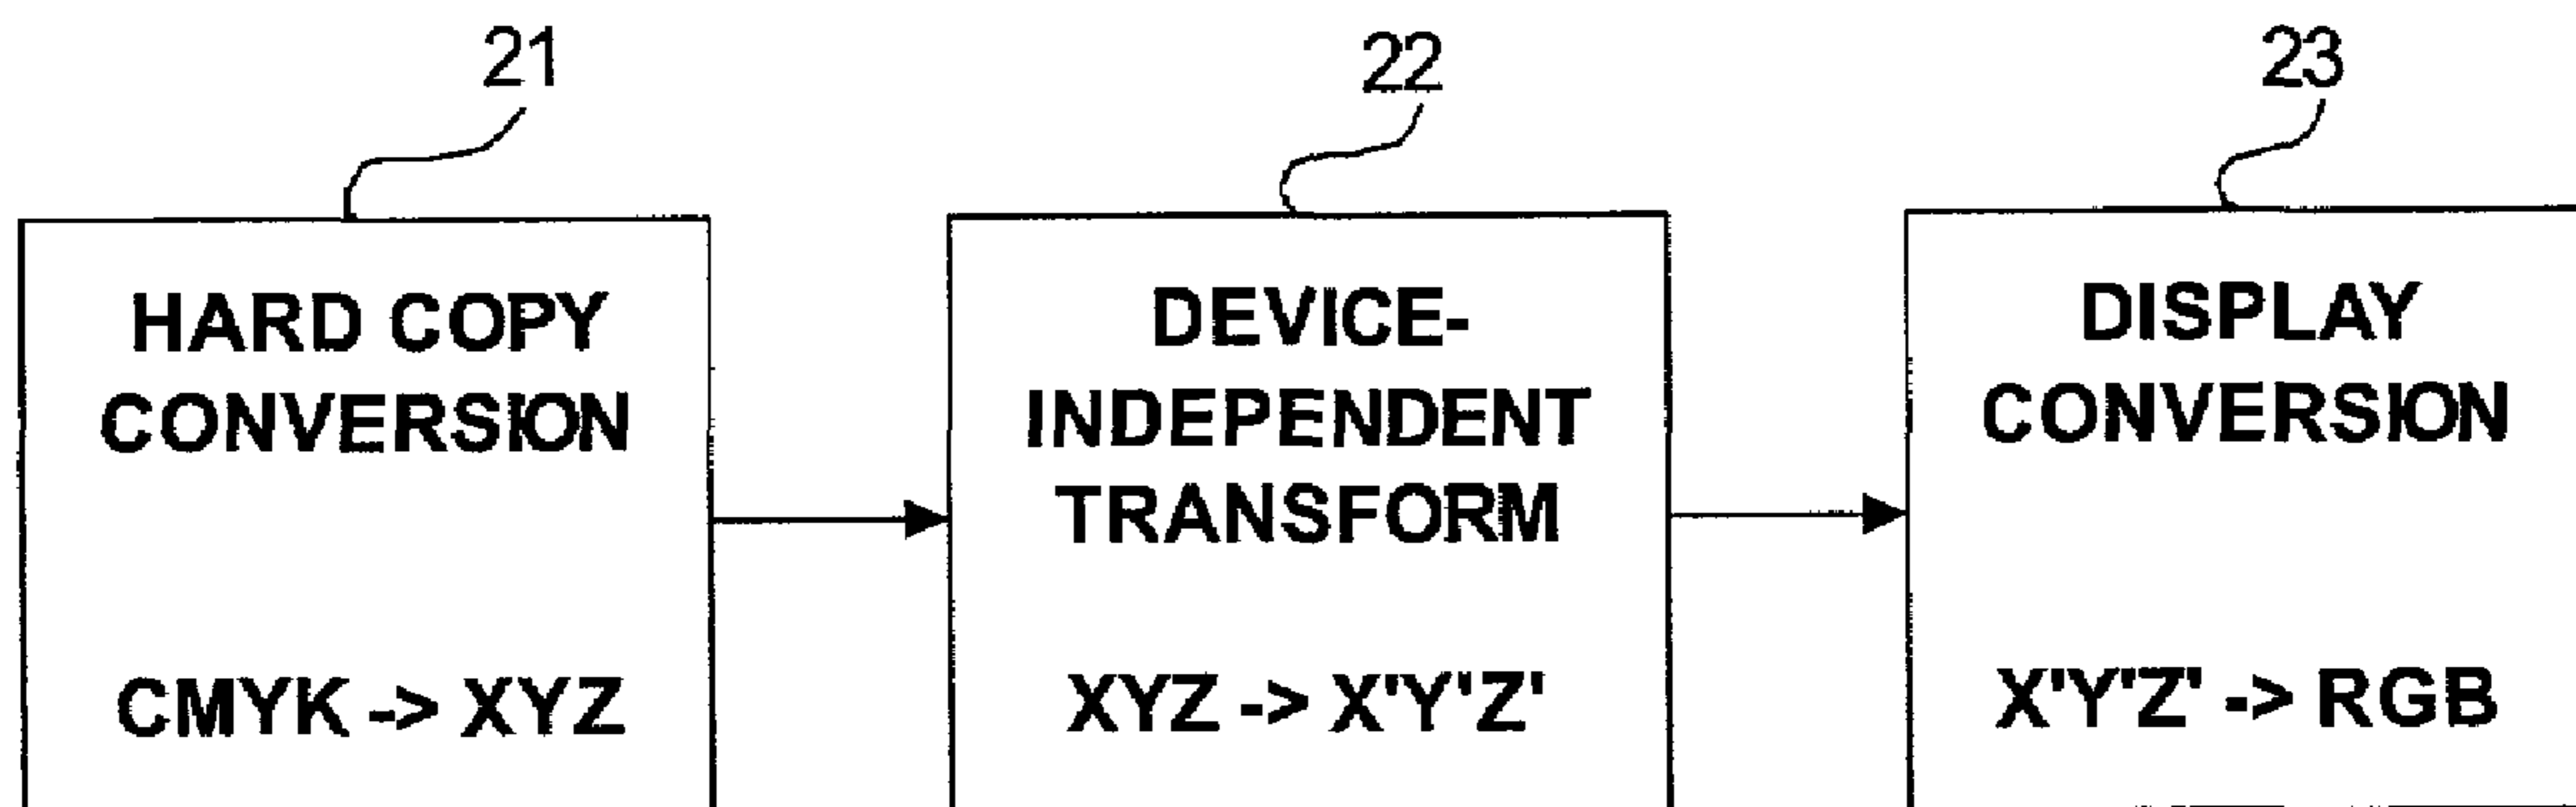 21
22
23
HARD COPY
CONVERSION
CMYK -> XYZ
DEVICE-
INDEPENDENT
TRANSFORM
XYZ -> X'Y'Z'
DISPLAY
CONVERSION
X'Y'Z' -> RGB